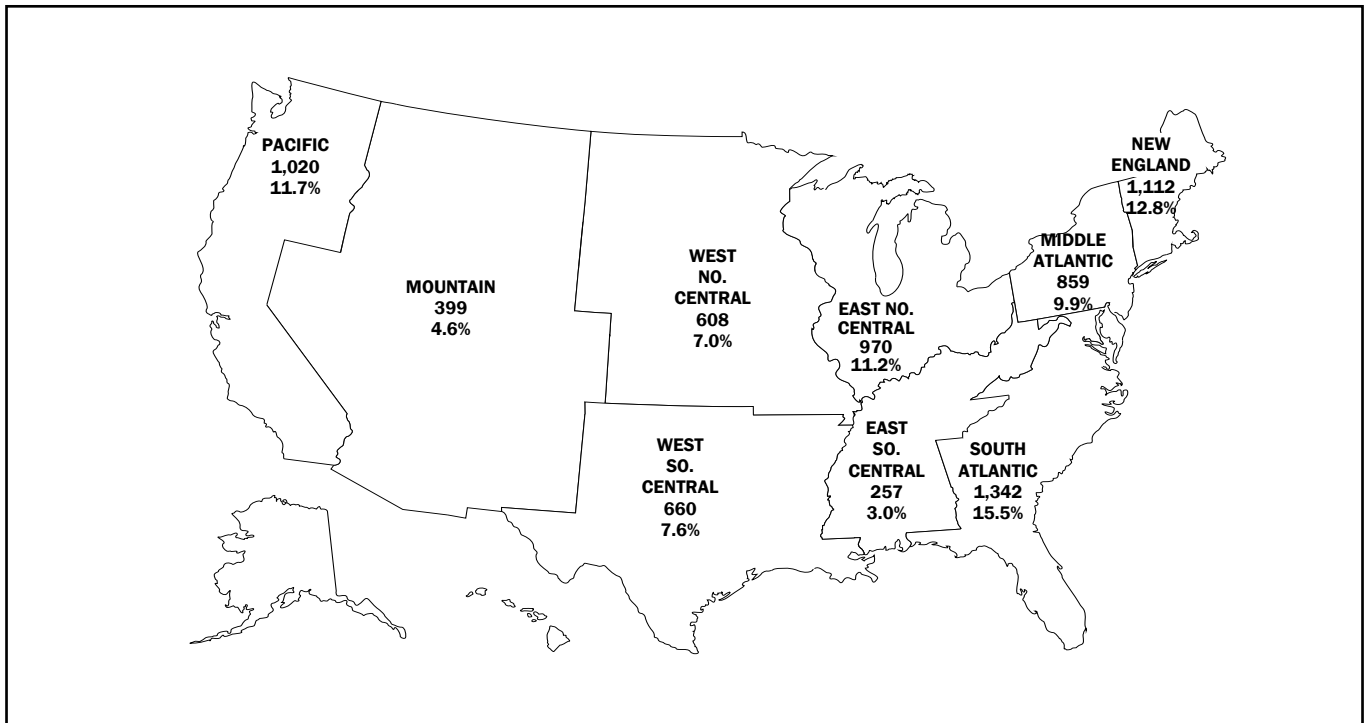 PACIFIC
1,020
11.7%
NEW
ENGLAND
1,112
12.8%
MIDDLE
ATLANTIC
859
9.9%
MOUNTAIN
399
4.6%
WEST
NO.
CENTRAL
608
7.0%
EAST NO.
CENTRAL
970
11.2%
WEST
SO.
CENTRAL
660
7.6%
EAST
SO.
CENTRAL
257
3.0%
SOUTH
ATLANTIC
1,342
15.5%